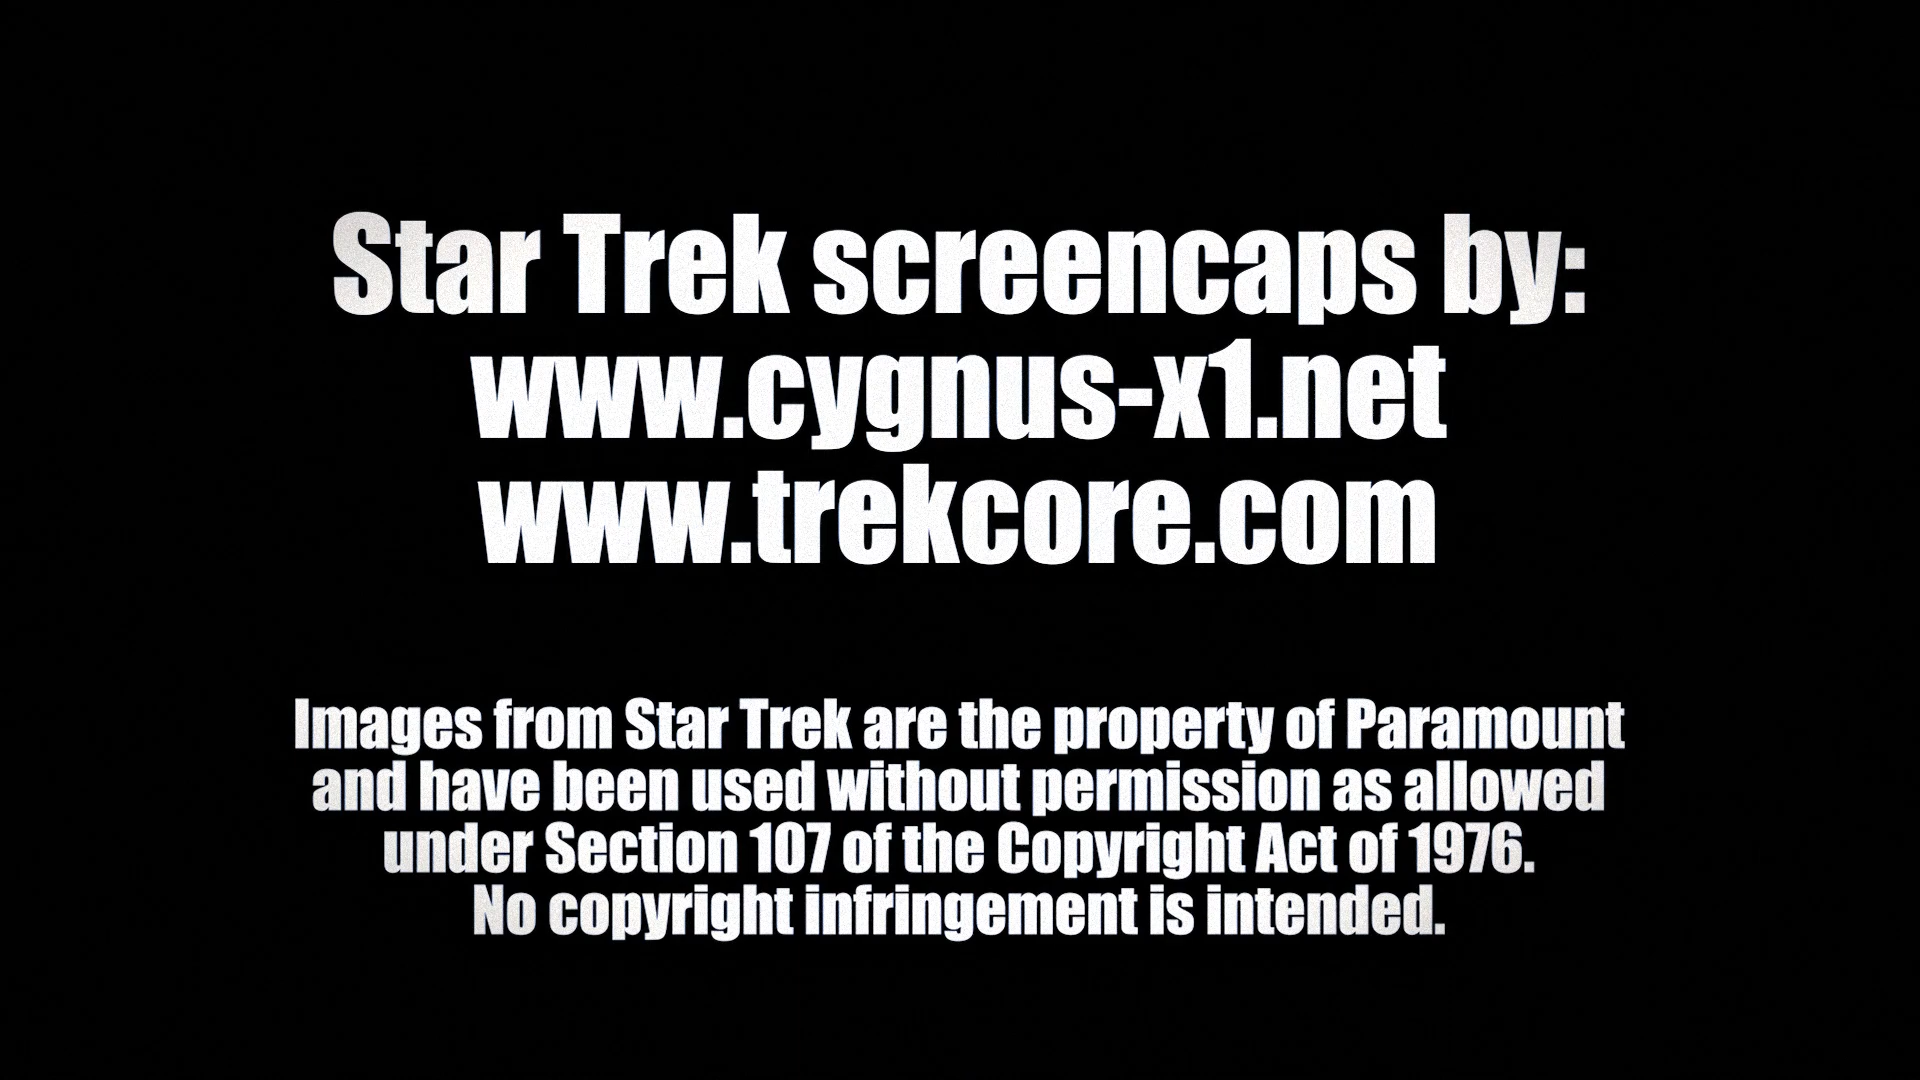 Star Trek screencaps by:
www.cygnus-x1.net
www.trekcore.com
Images from Star Trek are the property of Paramount
and have been used without permission as allowed
under Section 107 of the Copyright Act of 1976.
No copyright infringement is intended.